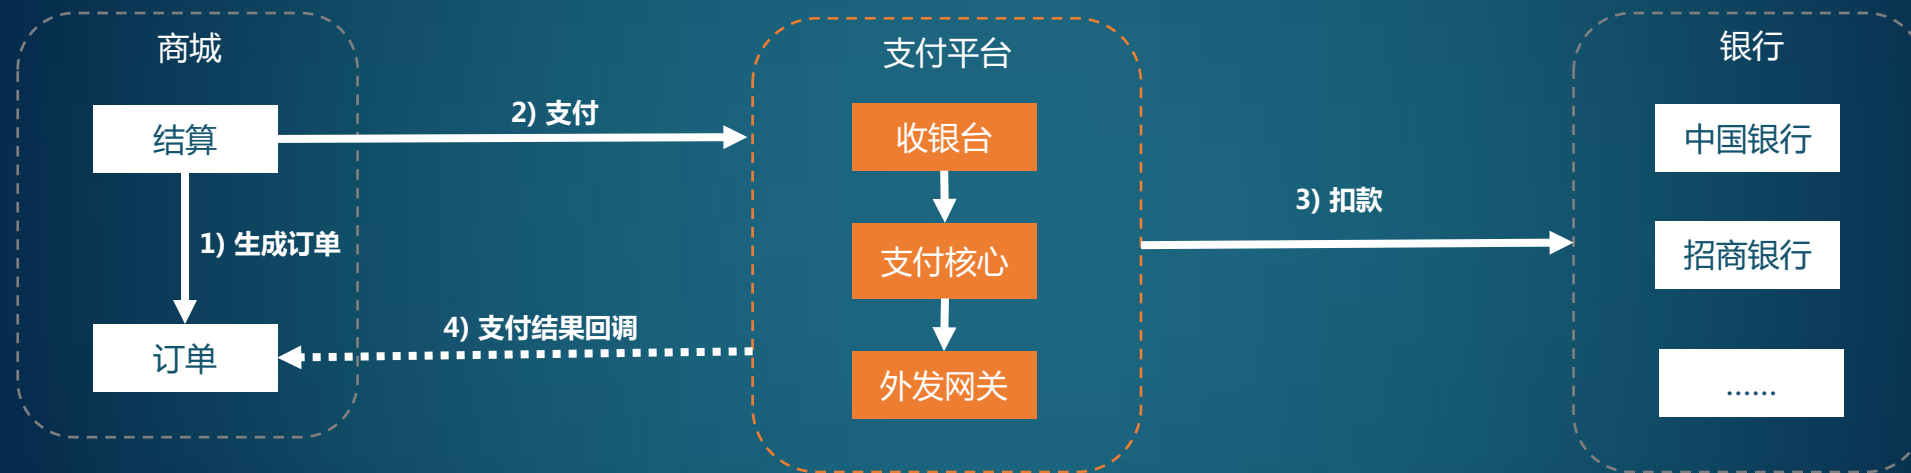 商城
支付平台
银行
结算
2) 支付
收银台
中国银行
3) 扣款
1) 生成订单
支付核心
招商银行
4) 支付结果回调
订单
外发网关
......